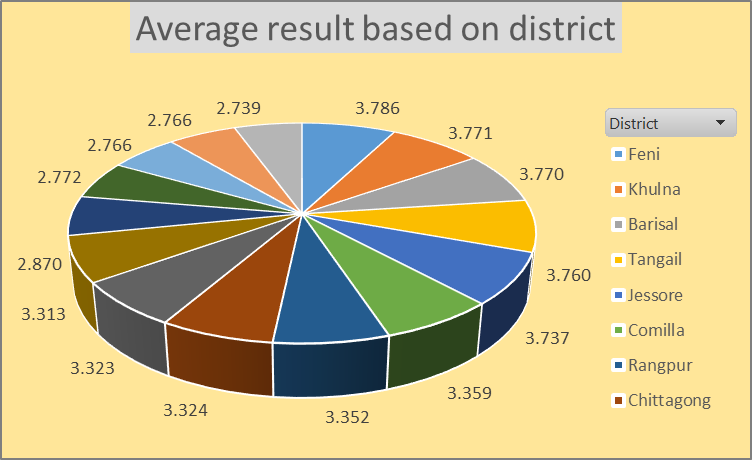 Average result based on district
3.786
3.771
3.770
3.760
3.737
3.359
3.352
3.324
3.323
3.313
2.870
2.772
2.766
2.766
2.739
District
Feni
Khulna
Barisal
Tangail
Jessore
Comilla
Rangpur
Chittagong